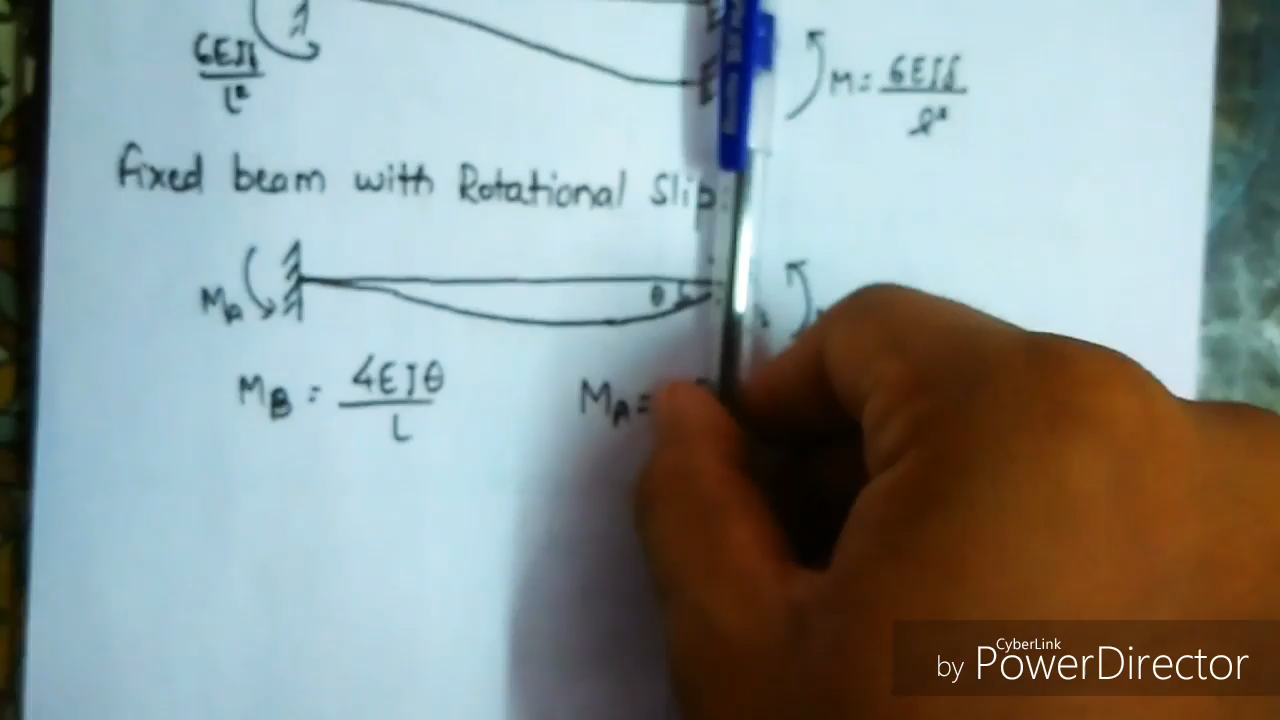 6EIδ
l²
M = 6EIδ
l²
fixed beam with Rotational Slip
θ
MA
MB = 4EIθ
L
MA =
CyberLink
by PowerDirector